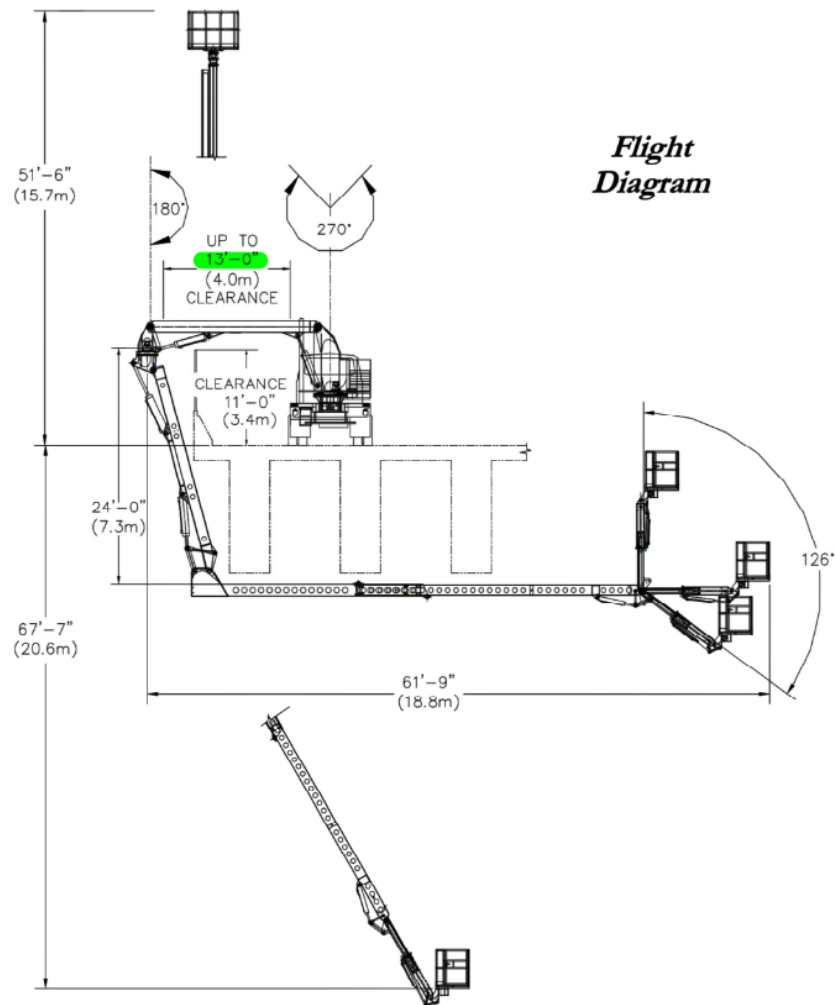 Flight
Diagram
51'-6"
(15.7m)
180°
270°
UP TO
13'-0"
(4.0m)
CLEARANCE
CLEARANCE
11'-0"
(3.4m)
24'-0"
(7.3m)
126°
67'-7"
(20.6m)
61'-9"
(18.8m)